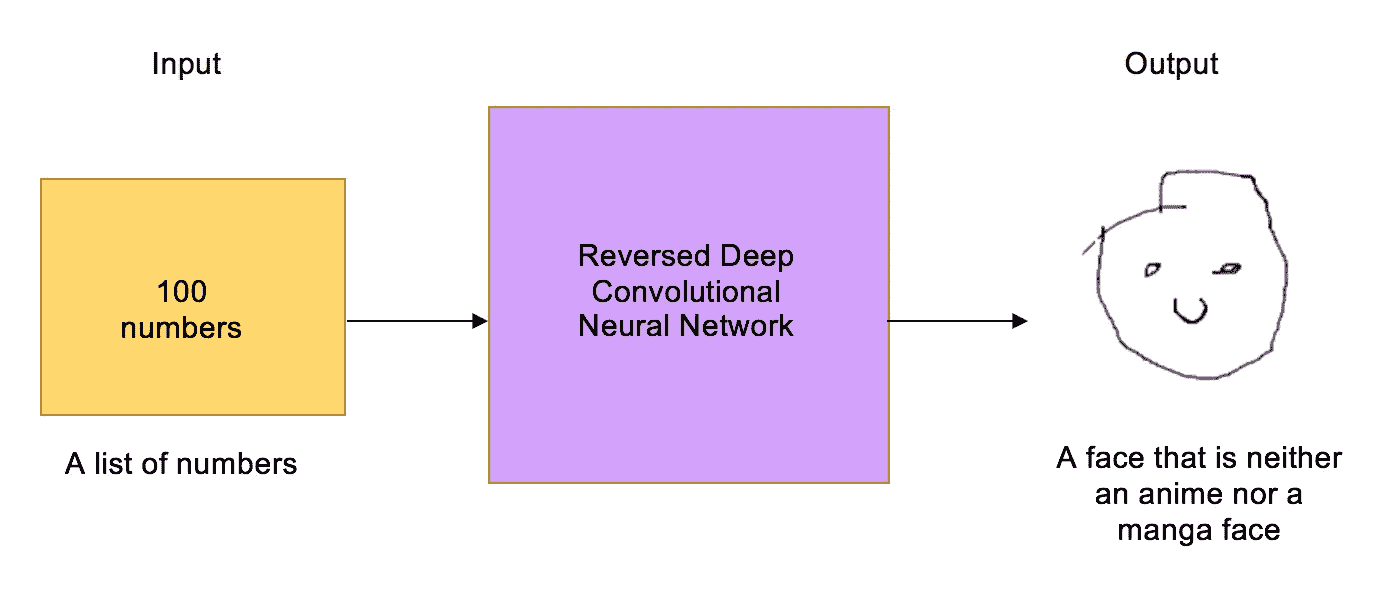 Input
Output
100
numbers
Reversed Deep
Convolutional
Neural Network
A list of numbers
A face that is neither
an anime nor a
manga face